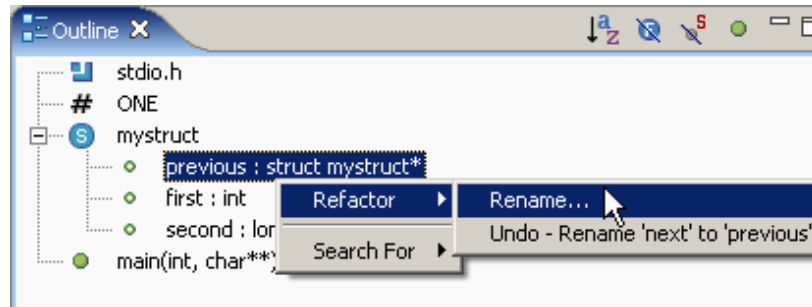 Outline
stdio.h
# ONE
S mystruct
previous : struct mystruct*
first : int
Refactor
Rename...
second : lor
Search For
Undo - Rename 'next' to 'previous'
main(int, char**)